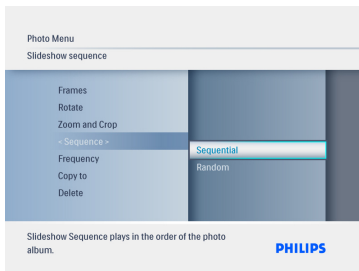 Photo Menu
Slideshow sequence
Frames
Rotate
Zoom and Crop
- Sequence -
Frequency
Copy to
Delete
Sequential
Random
Slideshow Sequence plays in the order of the photo
album.
PHILIPS